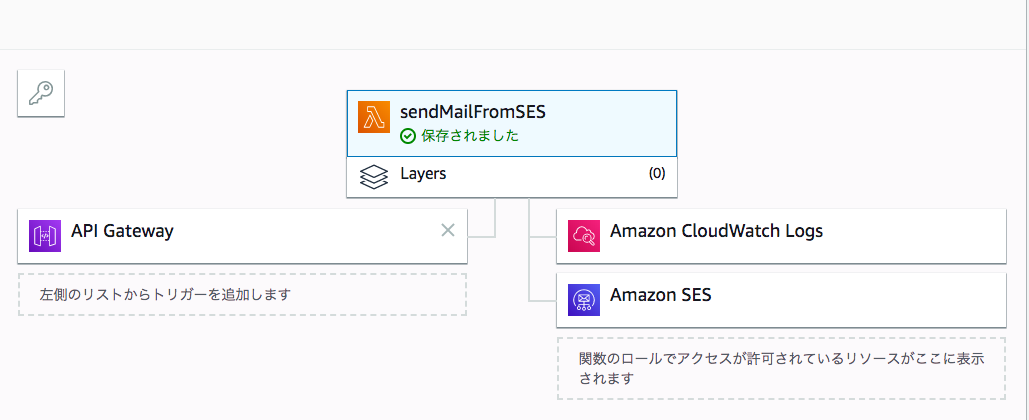 sendMailFromSES
保存されました
Layers (0)
API Gateway
左側のリストからトリガーを追加します
Amazon CloudWatch Logs
Amazon SES
関数のロールでアクセスが許可されているリソースがここに表示
されます